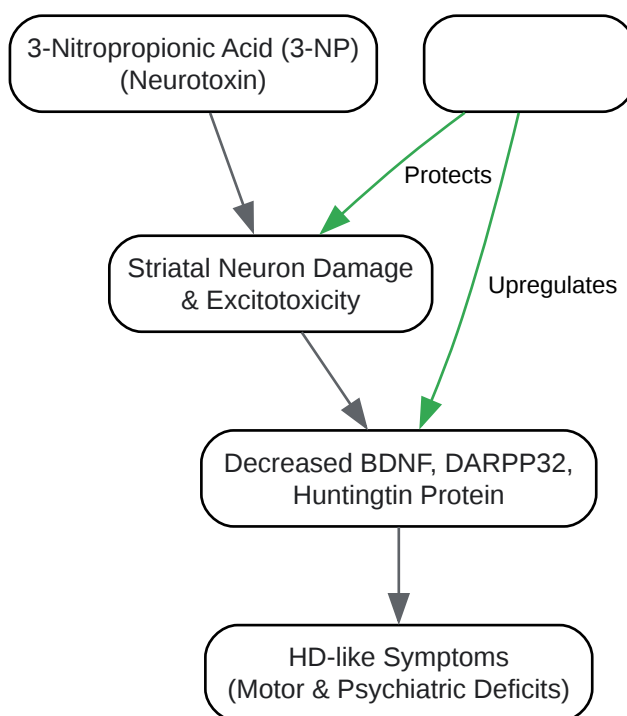 3-Nitropropionic Acid (3-NP)
(Neurotoxin)
Protects
Striatal Neuron Damage
& Excitotoxicity
Upregulates
Decreased BDNF, DARPP32,
Huntingtin Protein
HD-like Symptoms
(Motor & Psychiatric Deficits)